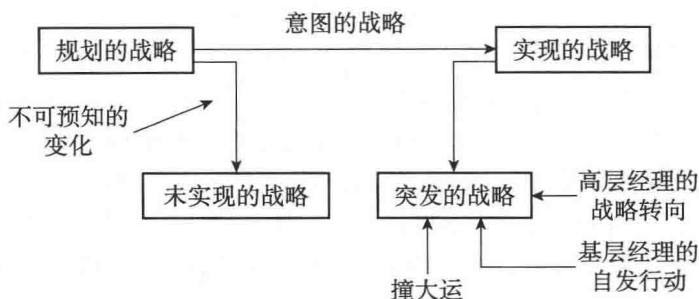 意图的战略
规划的战略
实现的战略
不可预知的
变化
未实现的战略
突发的战略
高层经理的
战略转向
基层经理的
自发行动
撞大运